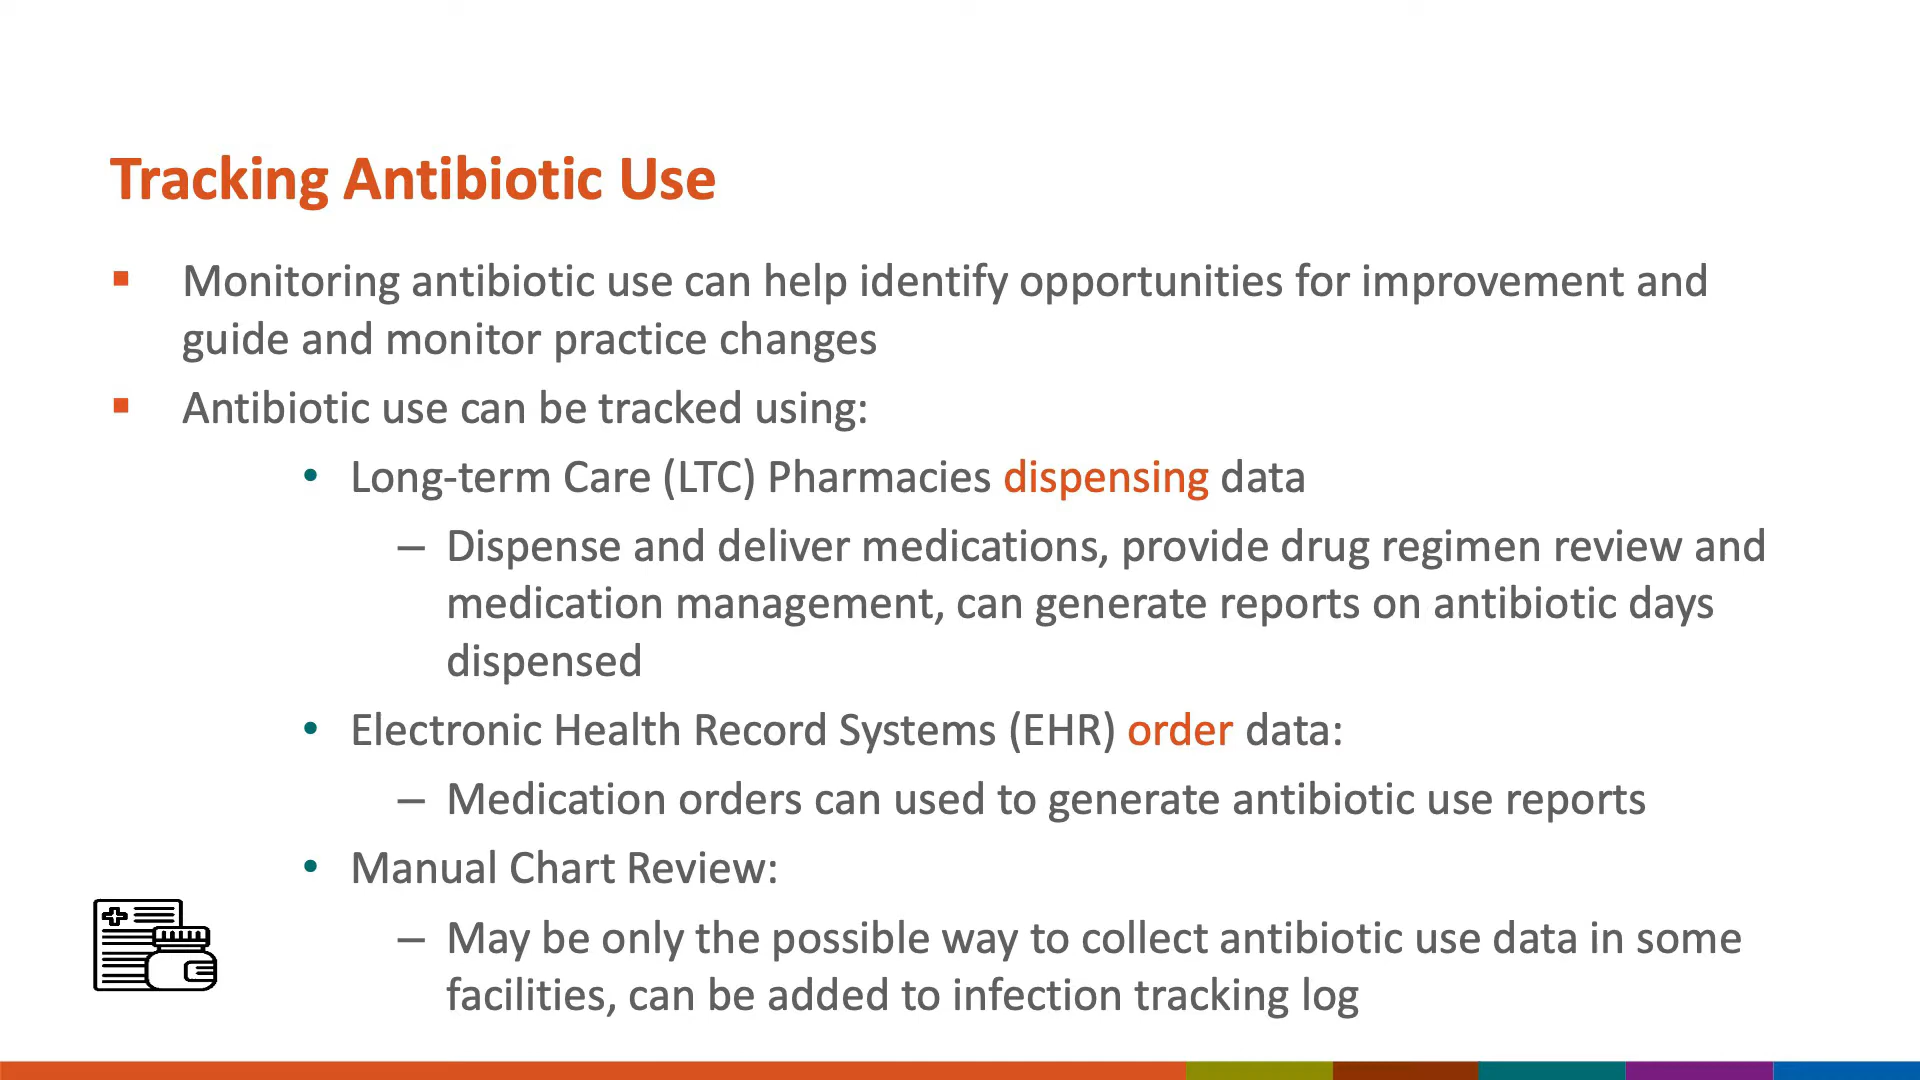 Tracking Antibiotic Use
▪ Monitoring antibiotic use can help identify opportunities for improvement and
guide and monitor practice changes
▪ Antibiotic use can be tracked using:
• Long-term Care (LTC) Pharmacies dispensing data
– Dispense and deliver medications, provide drug regimen review and
medication management, can generate reports on antibiotic days
dispensed
• Electronic Health Record Systems (EHR) order data:
– Medication orders can used to generate antibiotic use reports
• Manual Chart Review:
– May be only the possible way to collect antibiotic use data in some
facilities, can be added to infection tracking log